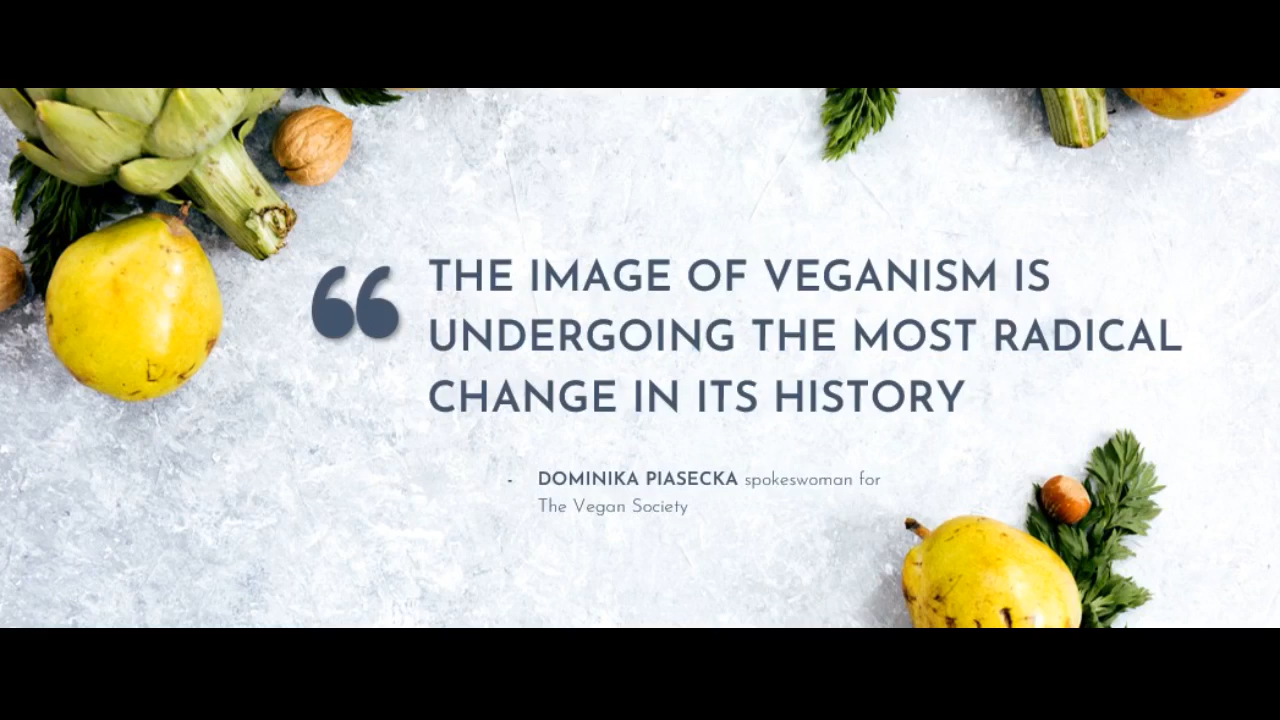 “ THE IMAGE OF VEGANISM IS
UNDERGOING THE MOST RADICAL
CHANGE IN ITS HISTORY
- DOMINIKA PIASECKA spokeswoman for
The Vegan Society